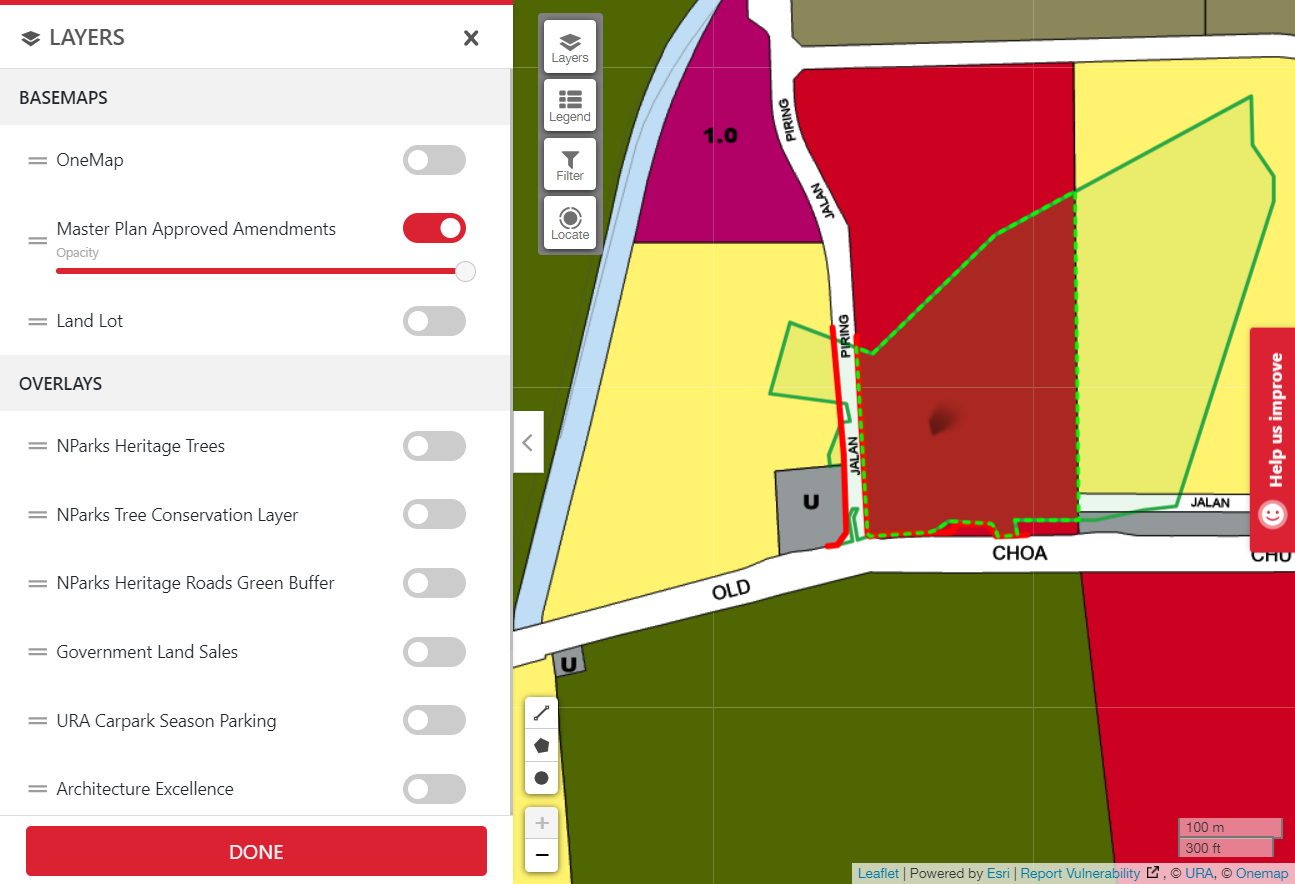 LAYERS
BASEMAPS
OneMap
Master Plan Approved Amendments
Opacity
Land Lot
OVERLAYS
NParks Heritage Trees
NParks Tree Conservation Layer
NParks Heritage Roads Green Buffer
Government Land Sales
URA Carpark Season Parking
Architecture Excellence
DONE
Layers
Legend
Filter
Locate
1.0
PIRING
JALAN
PIRING
JALAN
U
JALAN
CHOA
CHU
OLD
U
Help us improve
+
−
100 m
300 ft
Leaflet | Powered by Esri | Report Vulnerability , © URA, © Onemap